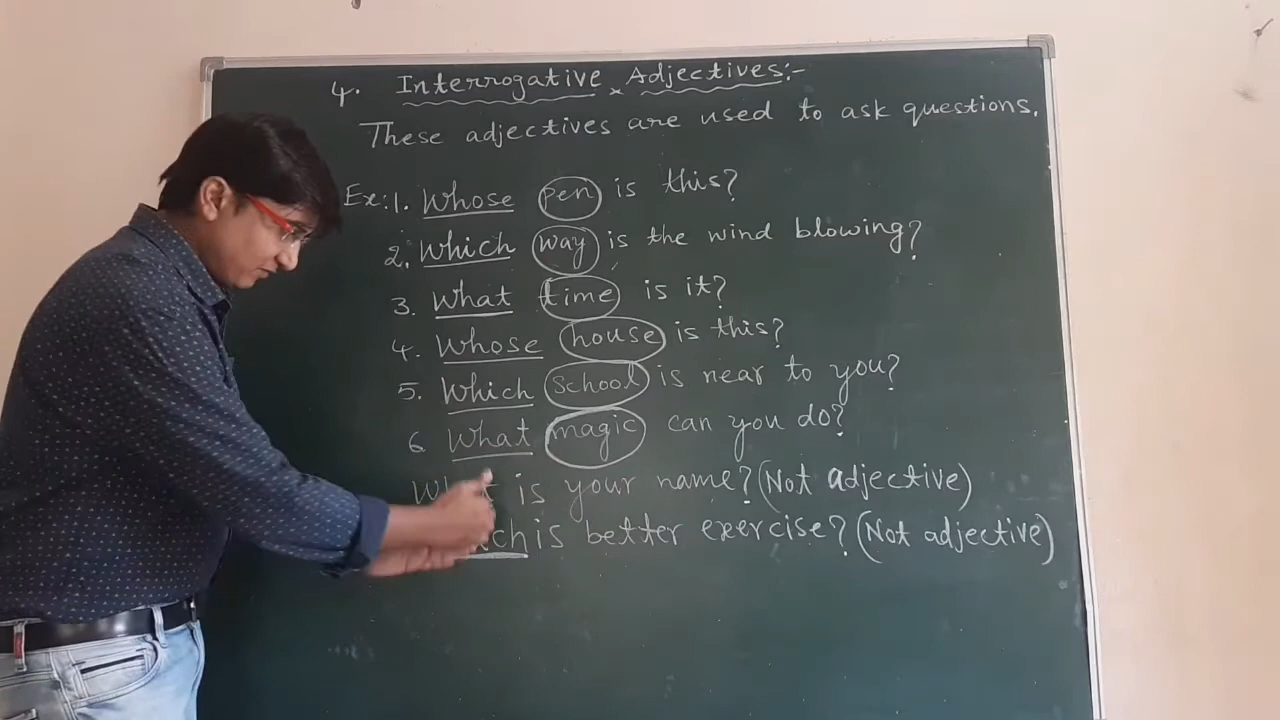 4. Interrogative Adjectives:-
These adjectives are used to ask questions.
Ex:1. Whose pen is this?
2. Which way is the wind blowing?
3. What time is it?
4. Whose house is this?
5. Which school is near to you?
6. What magic can you do?
What is your name? (Not adjective)
is better exercise? (Not adjective)